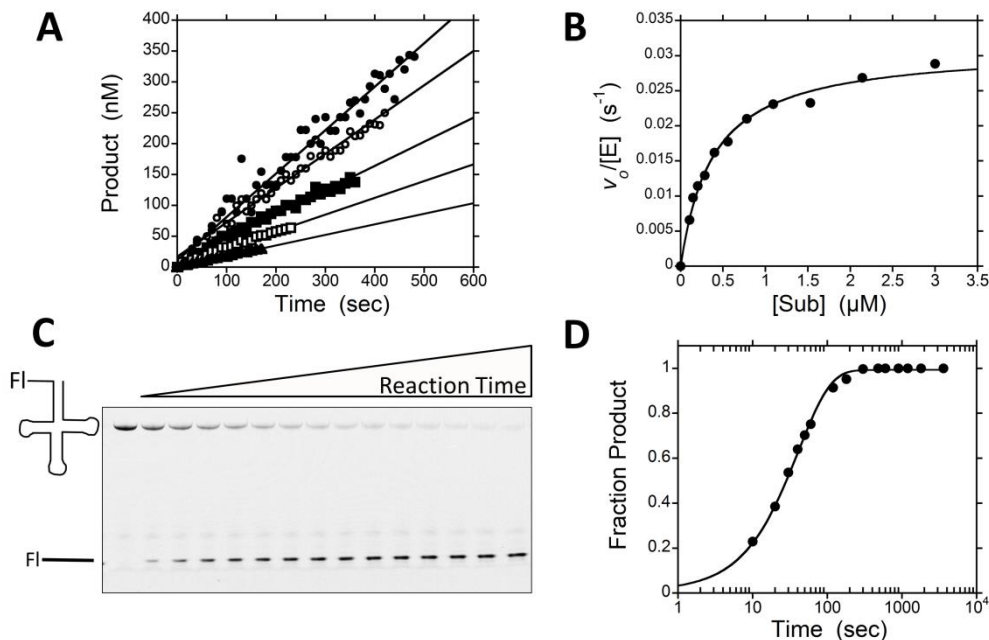 A
400
350
300
250
200
150
100
50
0
Product (nM)
0 100 200 300 400 500 600
Time (sec)
B
0.035
0.03
0.025
0.02
0.015
0.01
0.005
0
v_o/[E] (s⁻¹)
0 0.5 1 1.5 2 2.5 3 3.5
[Sub] (µM)
C
Fl
Reaction Time
Fl
D
1
0.8
0.6
0.4
0.2
0
Fraction Product
1 10 100 1000 10⁴
Time (sec)